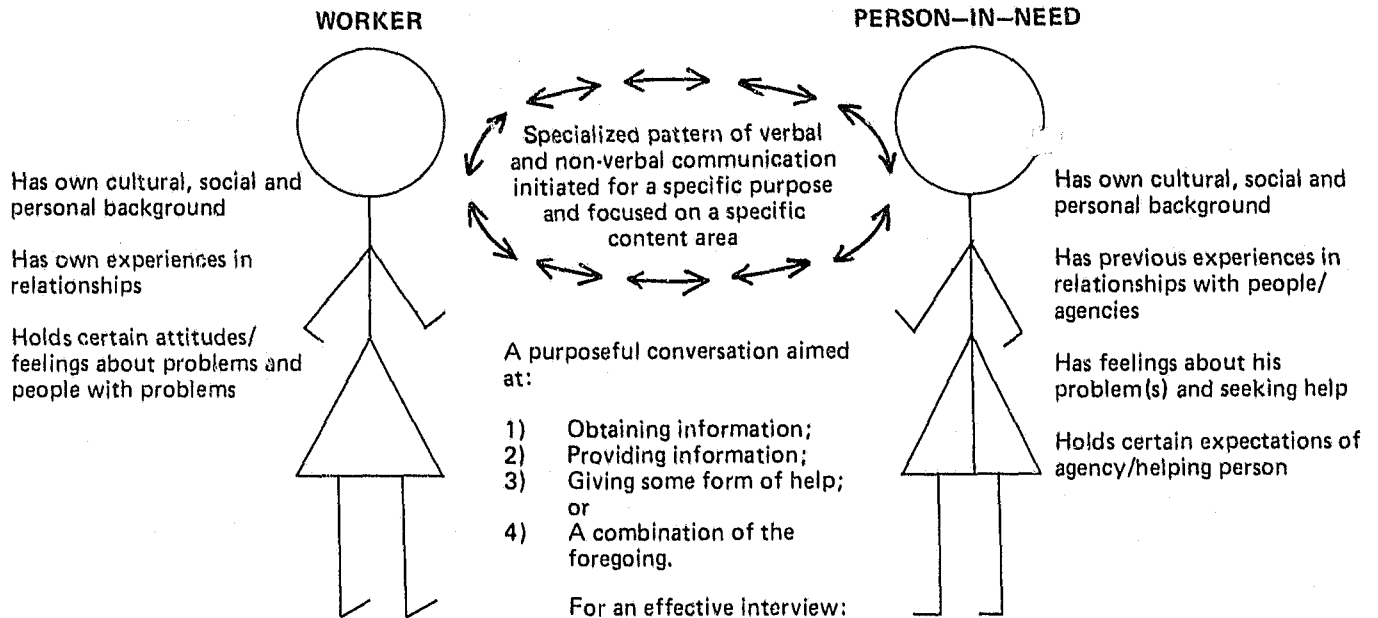 WORKER
PERSON—IN—NEED
Has own cultural, social and
personal background
Has own experiences in
relationships
Holds certain attitudes/
feelings about problems and
people with problems
Specialized pattern of verbal
and non-verbal communication
initiated for a specific purpose
and focused on a specific
content area
A purposeful conversation aimed
at:
1) Obtaining information;
2) Providing information;
3) Giving some form of help;
or
4) A combination of the
foregoing.
For an effective interview:
Has own cultural, social and
personal background
Has previous experiences in
relationships with people/
agencies
Has feelings about his
problem(s) and seeking help
Holds certain expectations of
agency/helping person